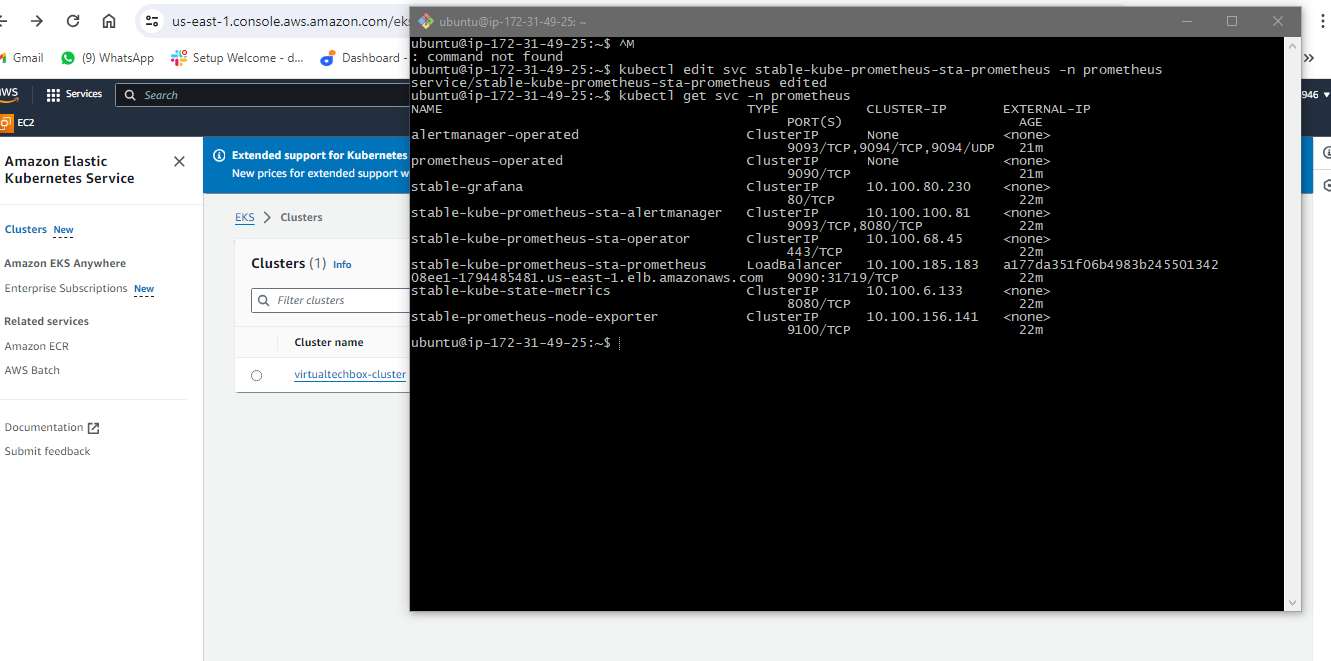 us-east-1.console.aws.amazon.com/ek
Gmail
(9) WhatsApp
Setup Welcome - d...
Dashboard -
Services
Search
946
EC2
Amazon Elastic
Kubernetes Service
Clusters New
Amazon EKS Anywhere
Enterprise Subscriptions New
Related services
Amazon ECR
AWS Batch
Documentation
Submit feedback
Extended support for Kubernetes
New prices for extended support w
EKS > Clusters
Clusters (1) Info
Filter clusters
Cluster name
virtualtechbox-cluster
ubuntu@ip-172-31-49-25: ~
ubuntu@ip-172-31-49-25:~$ ^M
: command not found
ubuntu@ip-172-31-49-25:~$ kubectl edit svc stable-kube-prometheus-sta-prometheus -n prometheus
service/stable-kube-prometheus-sta-prometheus edited
ubuntu@ip-172-31-49-25:~$ kubectl get svc -n prometheus
NAME TYPE CLUSTER-IP EXTERNAL-IP
PORT(S) AGE
alertmanager-operated ClusterIP None <none>
9093/TCP,9094/TCP,9094/UDP 21m
prometheus-operated ClusterIP None <none>
9090/TCP 21m
stable-grafana ClusterIP 10.100.80.230 <none>
80/TCP 22m
stable-kube-prometheus-sta-alertmanager ClusterIP 10.100.100.81 <none>
9093/TCP,8080/TCP 22m
stable-kube-prometheus-sta-operator ClusterIP 10.100.68.45 <none>
443/TCP 22m
stable-kube-prometheus-sta-prometheus LoadBalancer 10.100.185.183 a177da351f06b4983b245501342
08ee1-1794485481.us-east-1.elb.amazonaws.com 9090:31719/TCP 22m
stable-kube-state-metrics ClusterIP 10.100.6.133 <none>
8080/TCP 22m
stable-prometheus-node-exporter ClusterIP 10.100.156.141 <none>
9100/TCP 22m
ubuntu@ip-172-31-49-25:~$